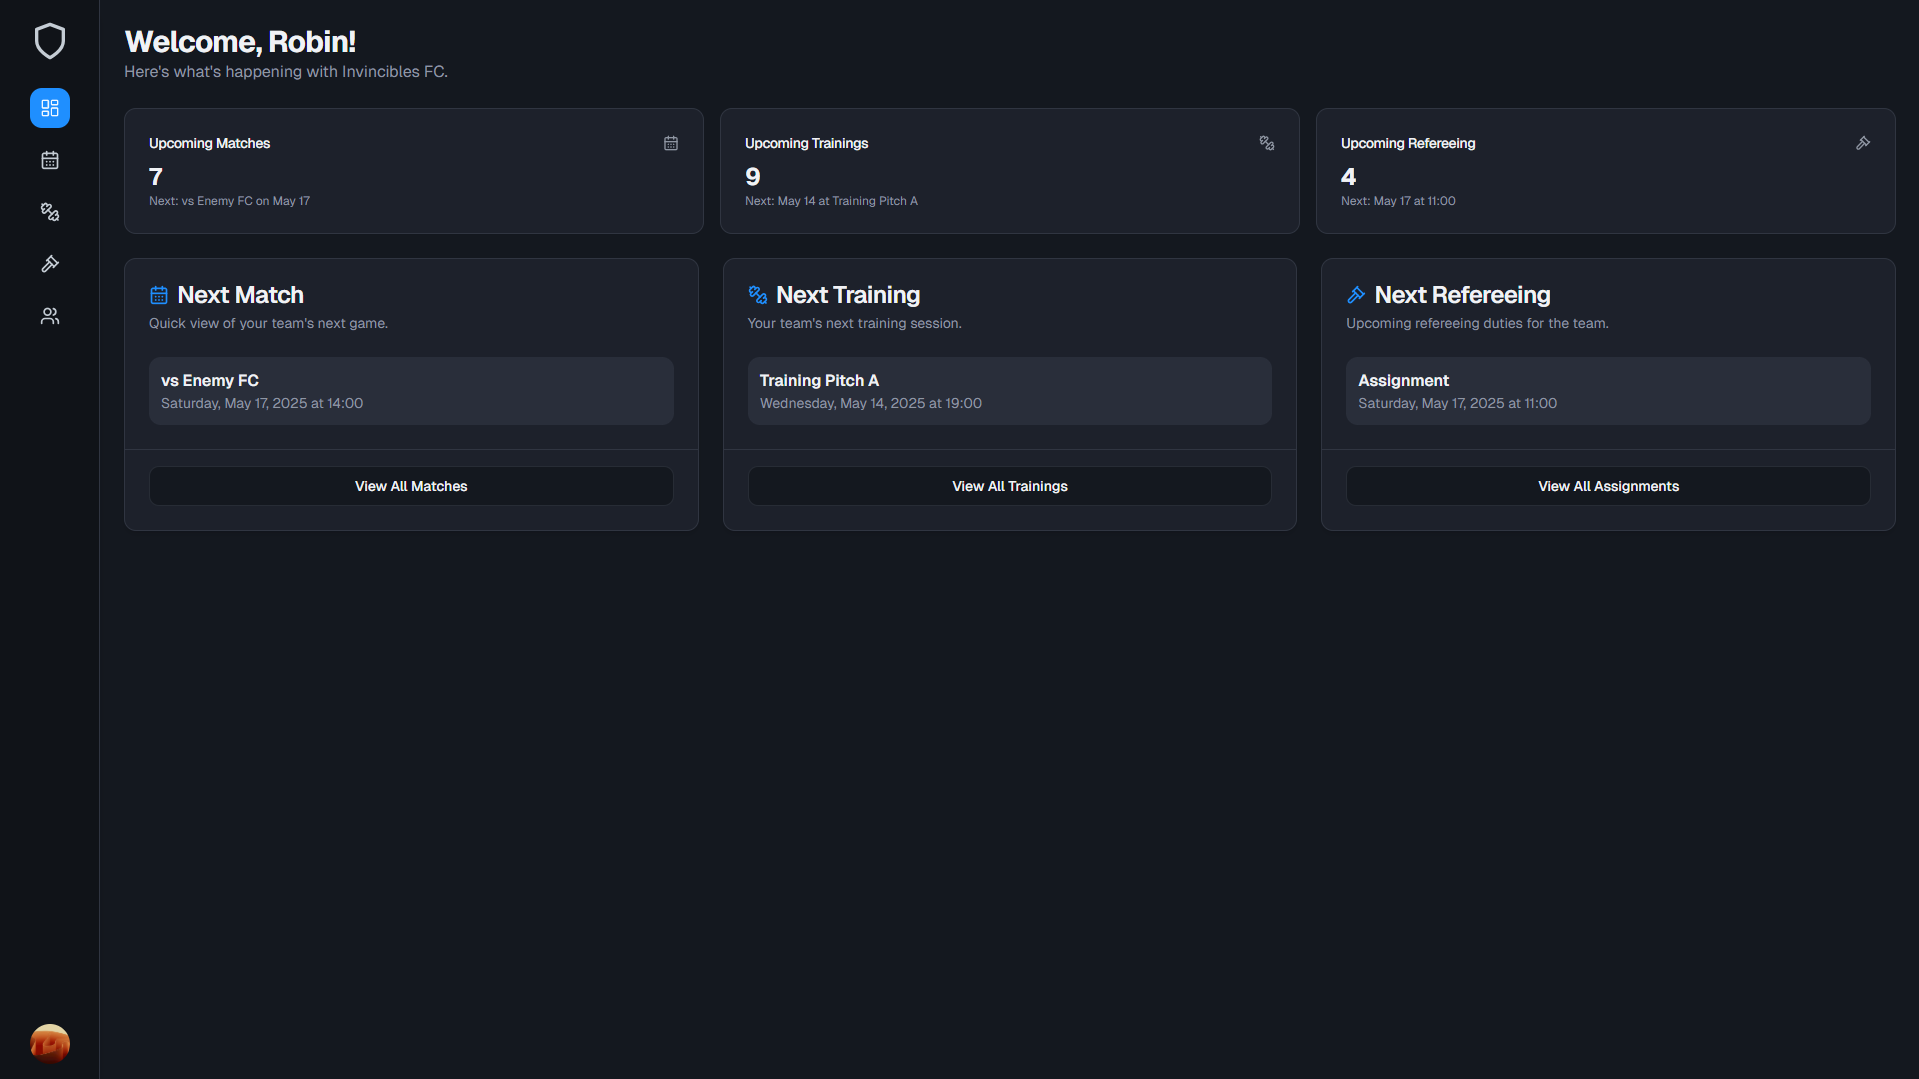 Welcome, Robin!
Here's what's happening with Invincibles FC.
Upcoming Matches
7
Next: vs Enemy FC on May 17
Upcoming Trainings
9
Next: May 14 at Training Pitch A
Upcoming Refereeing
4
Next: May 17 at 11:00
Next Match
Quick view of your team's next game.
vs Enemy FC
Saturday, May 17, 2025 at 14:00
View All Matches
Next Training
Your team's next training session.
Training Pitch A
Wednesday, May 14, 2025 at 19:00
View All Trainings
Next Refereeing
Upcoming refereeing duties for the team.
Assignment
Saturday, May 17, 2025 at 11:00
View All Assignments